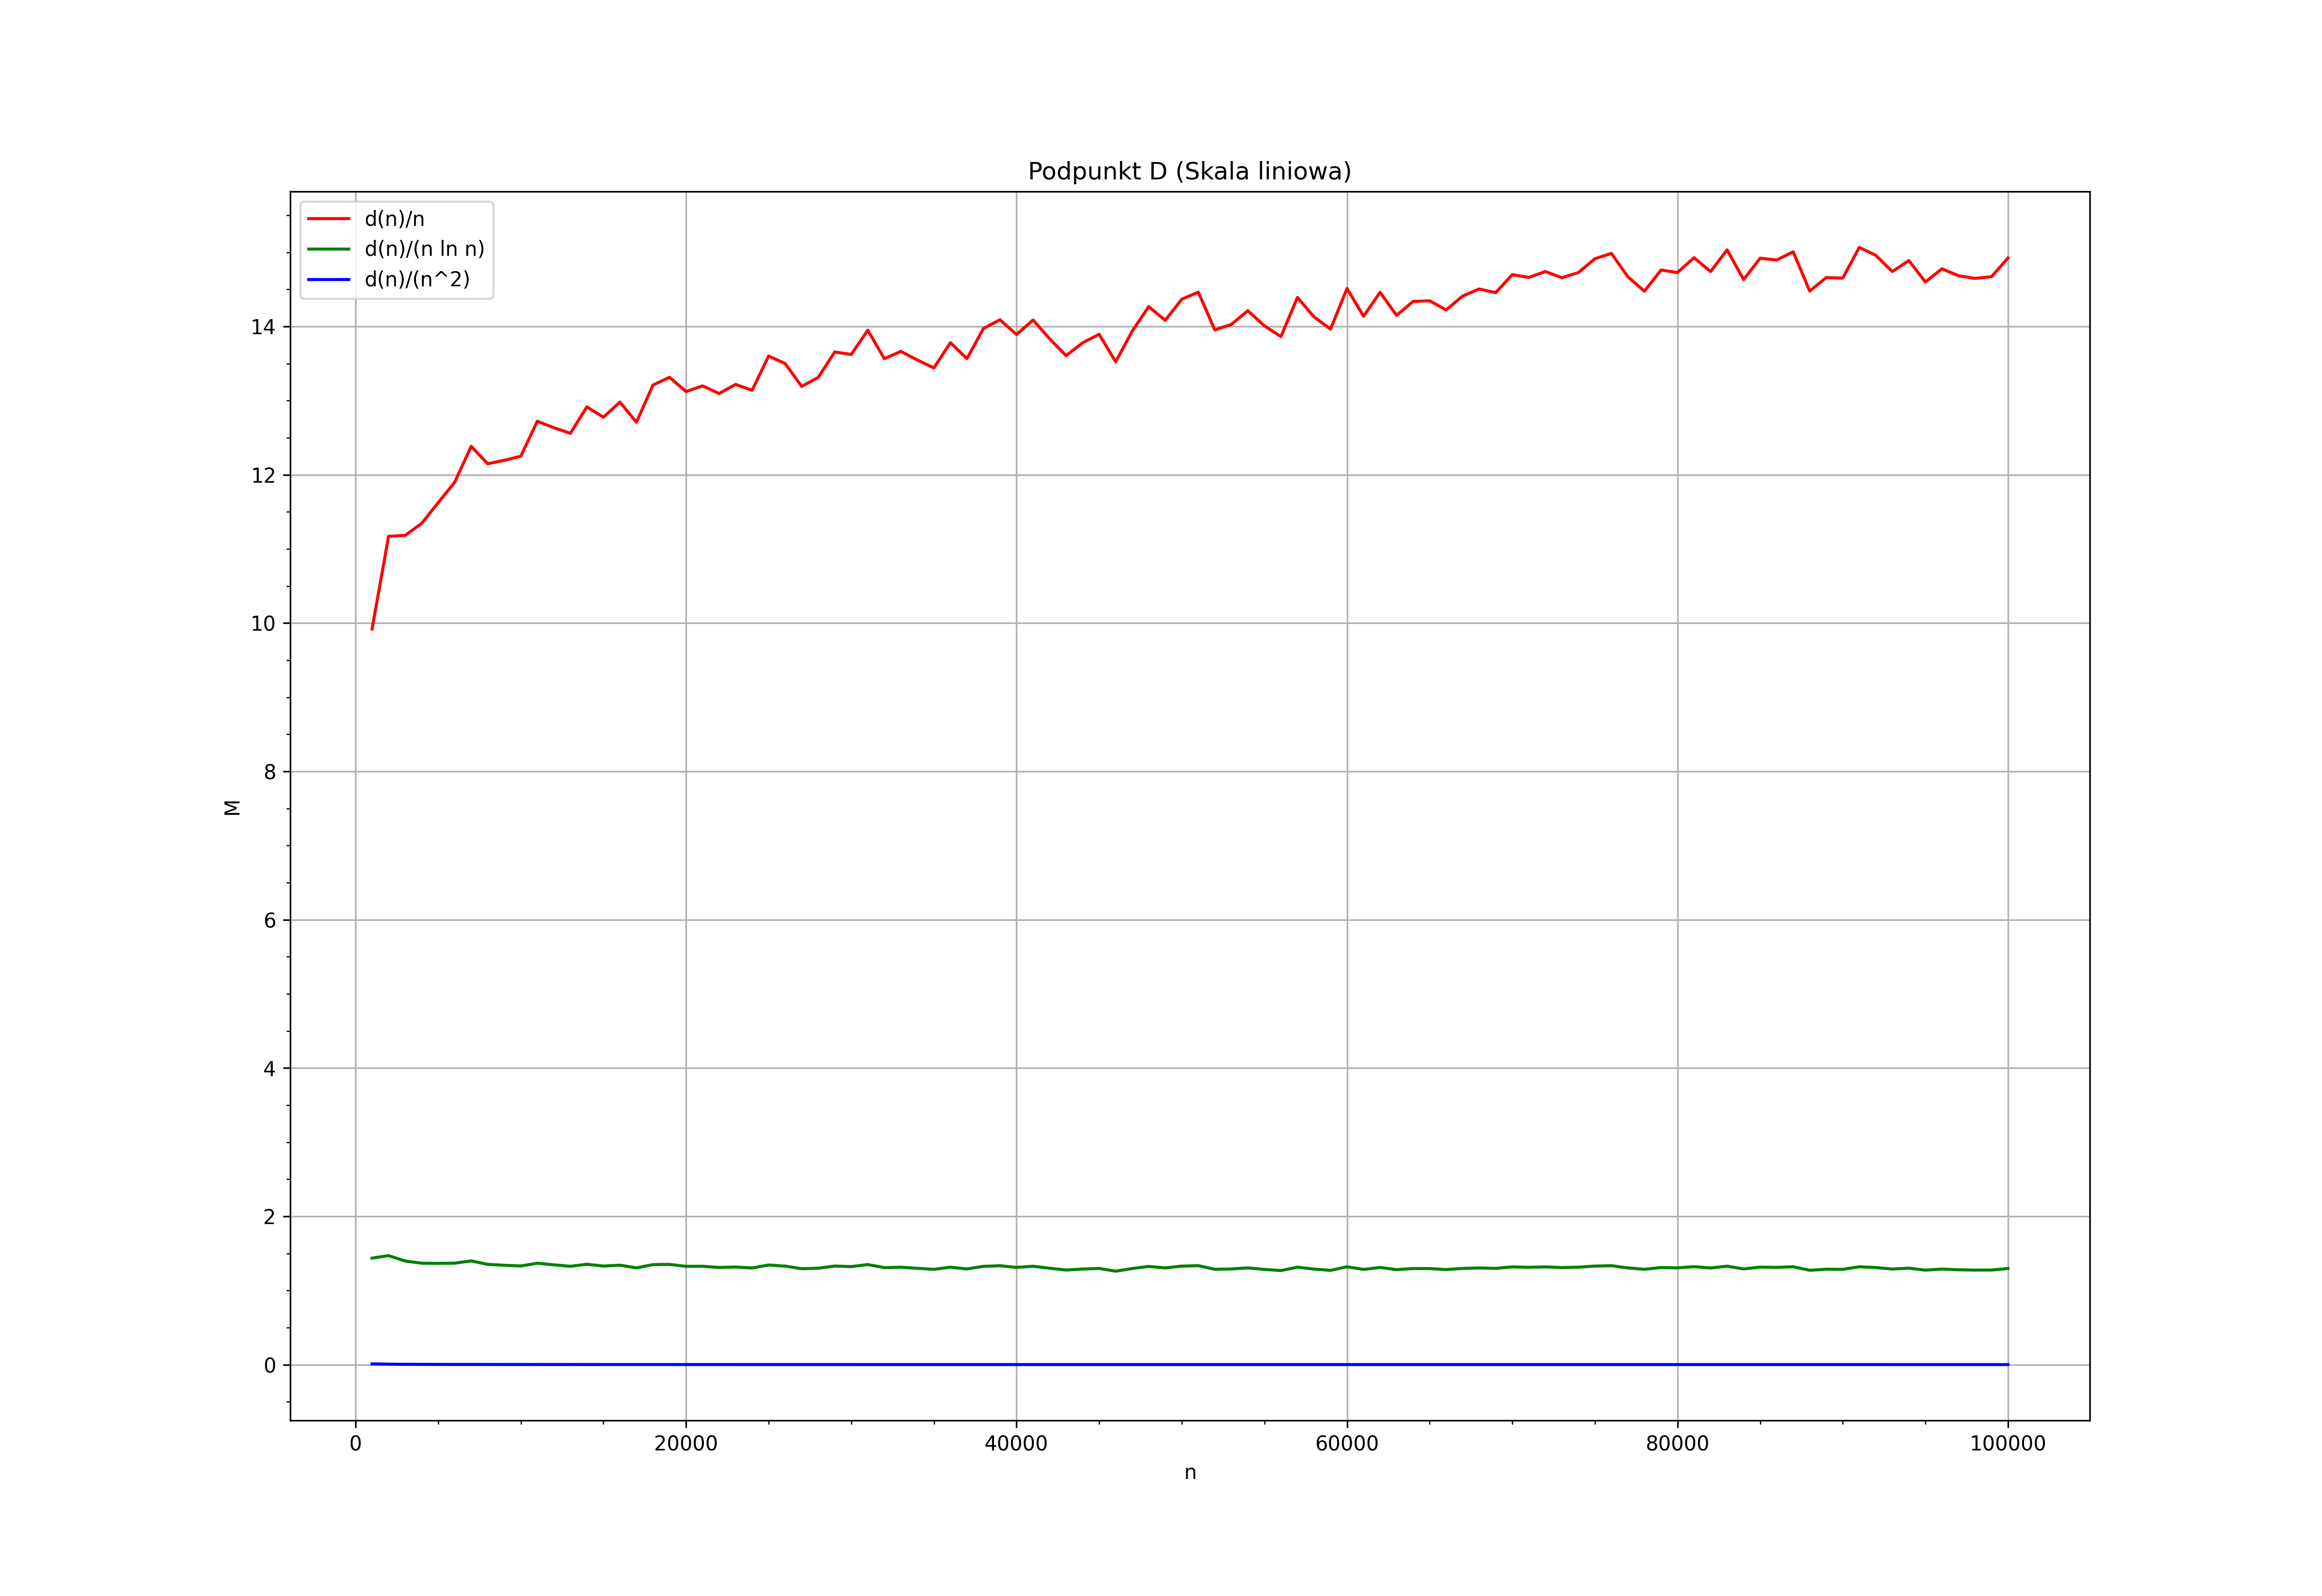 Podpunkt D (Skala liniowa)
d(n)/n
d(n)/(n ln n)
d(n)/(n^2)
14
12
10
8
6
4
2
0
M
0 20000 40000 60000 80000 100000
n